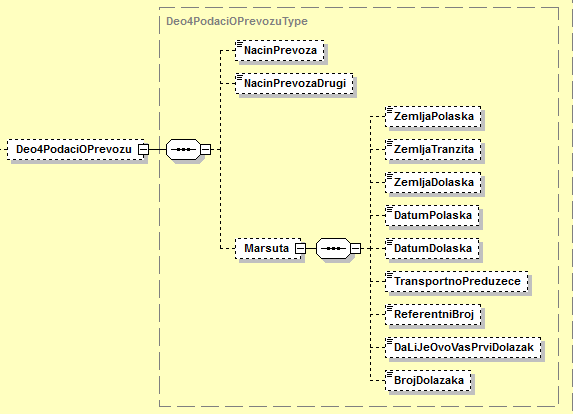 Deo4PodaciOPrevozuType
NacinPrevoza
NacinPrevozaDrugi
ZemljaPolaska
Deo4PodaciOPrevozu
ZemljaTranzita
ZemljaDolaska
DatumPolaska
Marsuta
DatumDolaska
TransportnoPreduzece
ReferentniBroj
DaLiJeOvoVasPrviDolazak
BrojDolazaka